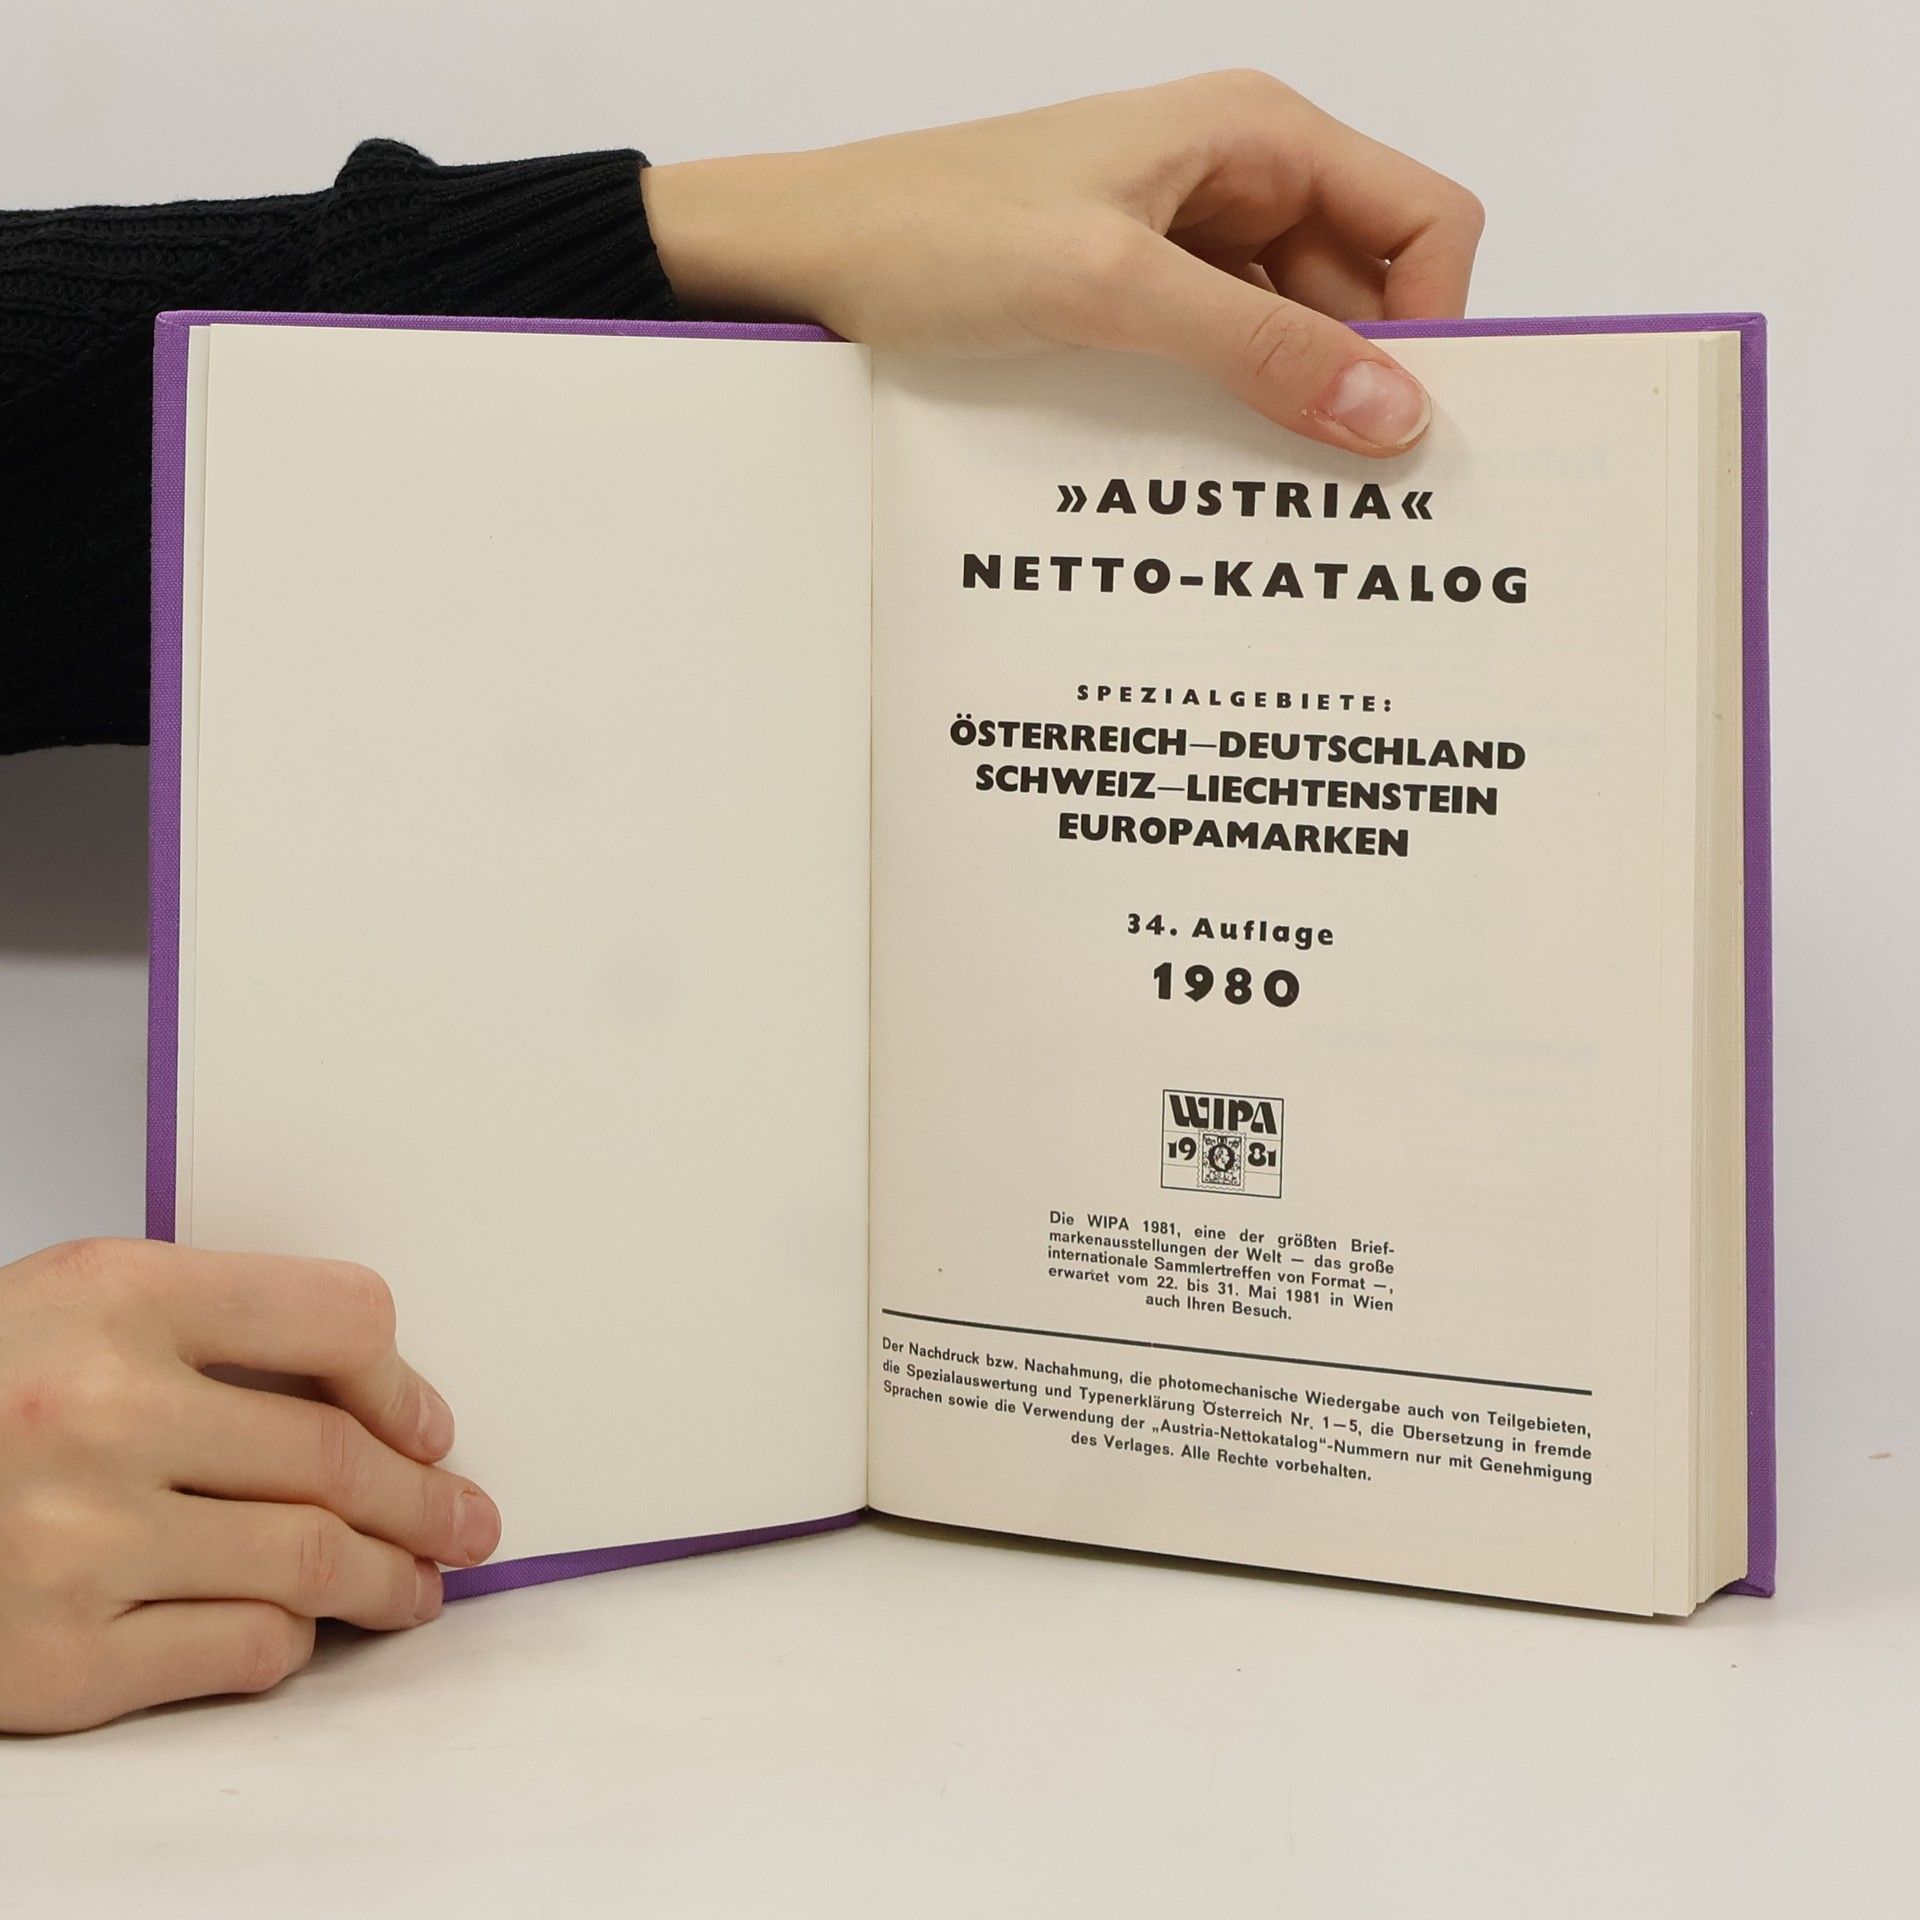 »AUSTRIA«
NETTO-KATALOG
SPEZIALGEBIETE:
ÖSTERREICH—DEUTSCHLAND
SCHWEIZ—LIECHTENSTEIN
EUROPAMARKEN
34. Auflage
1980
WIPA
19 81
Die WIPA 1981, eine der größten Brief-
markenausstellungen der Welt — das große
internationale Sammlertreffen von Format —,
erwartet vom 22. bis 31. Mai 1981 in Wien
auch Ihren Besuch.
Der Nachdruck bzw. Nachahmung, die photomechanische Wiedergabe auch von Teilgebieten,
die Spezialauswertung und Typenerklärung Österreich Nr. 1—5, die Übersetzung in fremde
Sprachen sowie die Verwendung der „Austria-Nettokatalog“-Nummern nur mit Genehmigung
des Verlages. Alle Rechte vorbehalten.